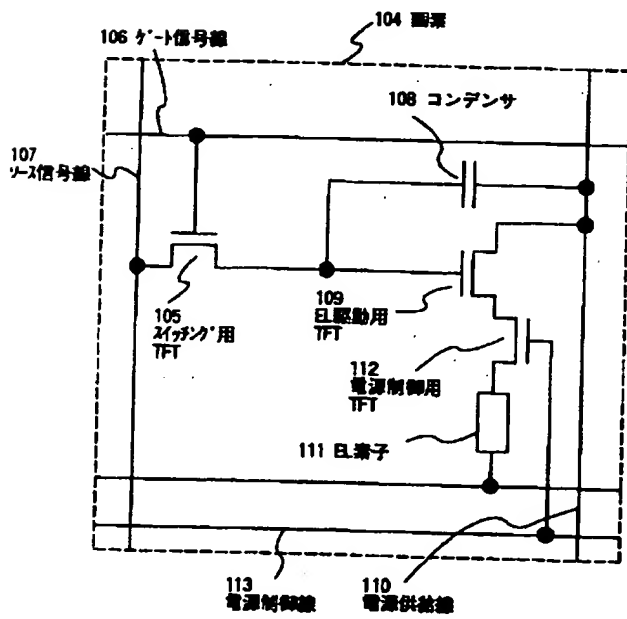 104 画素
106 ゲート信号線
108 コンデンサ
107
ソース信号線
105
スイッチング用
TFT
109
EL駆動用
TFT
112
電源制御用
TFT
111 EL素子
113
電源制御線
110
電源供給線